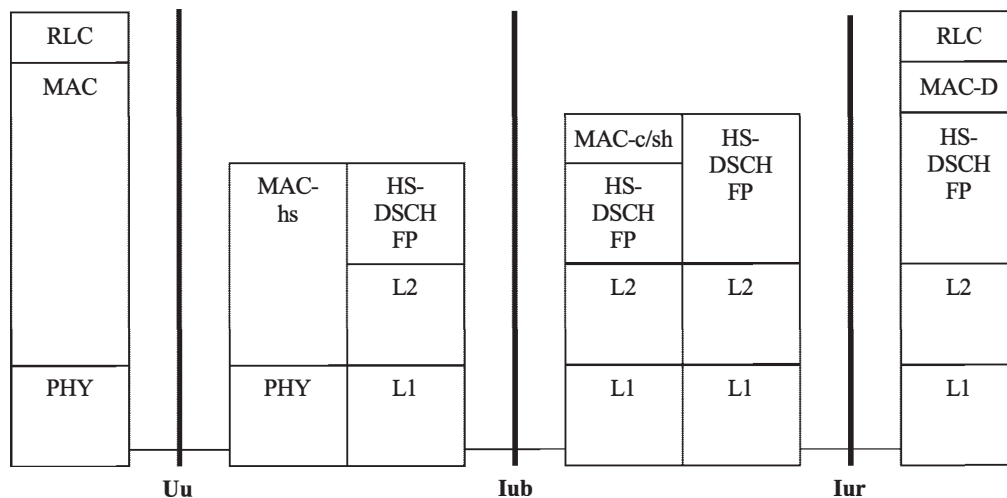 RLC
MAC
PHY
MAC-
hs
PHY
HS-
DSCH
FP
L2
L1
MAC-c/sh
HS-
DSCH
FP
L2
L1
HS-
DSCH
FP
L2
L1
RLC
MAC-D
HS-
DSCH
FP
L2
L1
Uu
Iub
Iur